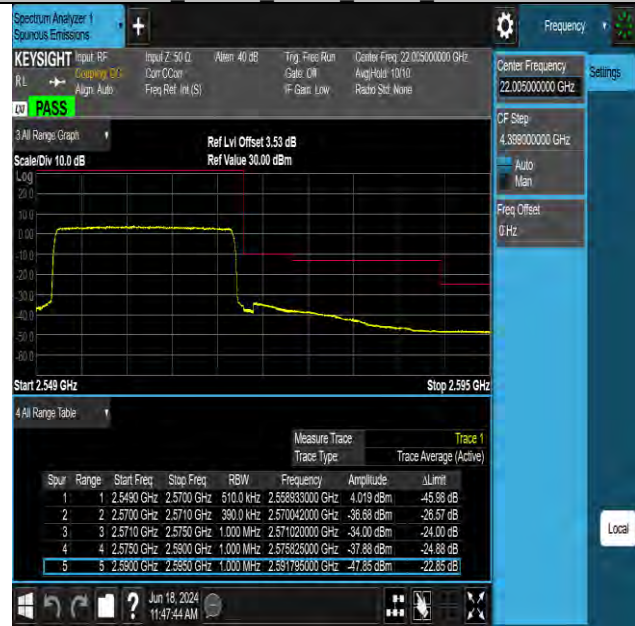 Spectrum Analyzer 1
Spurious Emissions
+
Frequency
KEYSIGHT Input: RF Input Z: 50 Ω Atten: 40 dB Trig: Free Run Center Freq: 22.005000000 GHz
RL Coupling: DC Corr CCorr Gate: Off Avg|Hold: 10/10
Align: Auto Freq Ref: Int (S) IF Gain: Low Radio Std: None
LXI PASS
Center Frequency
22.005000000 GHz
Settings
CF Step
4.399000000 GHz
Auto
Man
Freq Offset
0 Hz
3 All Range Graph
Ref Lvl Offset 3.53 dB
Scale/Div 10.0 dB Ref Value 30.00 dBm
Log
20.0
10.0
0.00
-10.0
-20.0
-30.0
-40.0
-50.0
-60.0
Start 2.549 GHz Stop 2.595 GHz
4 All Range Table
Measure Trace Trace 1
Trace Type Trace Average (Active)
Spur Range Start Freq Stop Freq RBW Frequency Amplitude ΔLimit
1 1 2.5490 GHz 2.5700 GHz 510.0 kHz 2.558933000 GHz 4.019 dBm -45.98 dB
2 2 2.5700 GHz 2.5710 GHz 390.0 kHz 2.570042000 GHz -36.68 dBm -26.57 dB
3 3 2.5710 GHz 2.5750 GHz 1.000 MHz 2.571020000 GHz -34.00 dBm -24.00 dB
4 4 2.5750 GHz 2.5900 GHz 1.000 MHz 2.575825000 GHz -37.88 dBm -24.88 dB
5 5 2.5900 GHz 2.5950 GHz 1.000 MHz 2.591795000 GHz -47.85 dBm -22.85 dB
Local
? Jun 18, 2024
11:47:44 AM